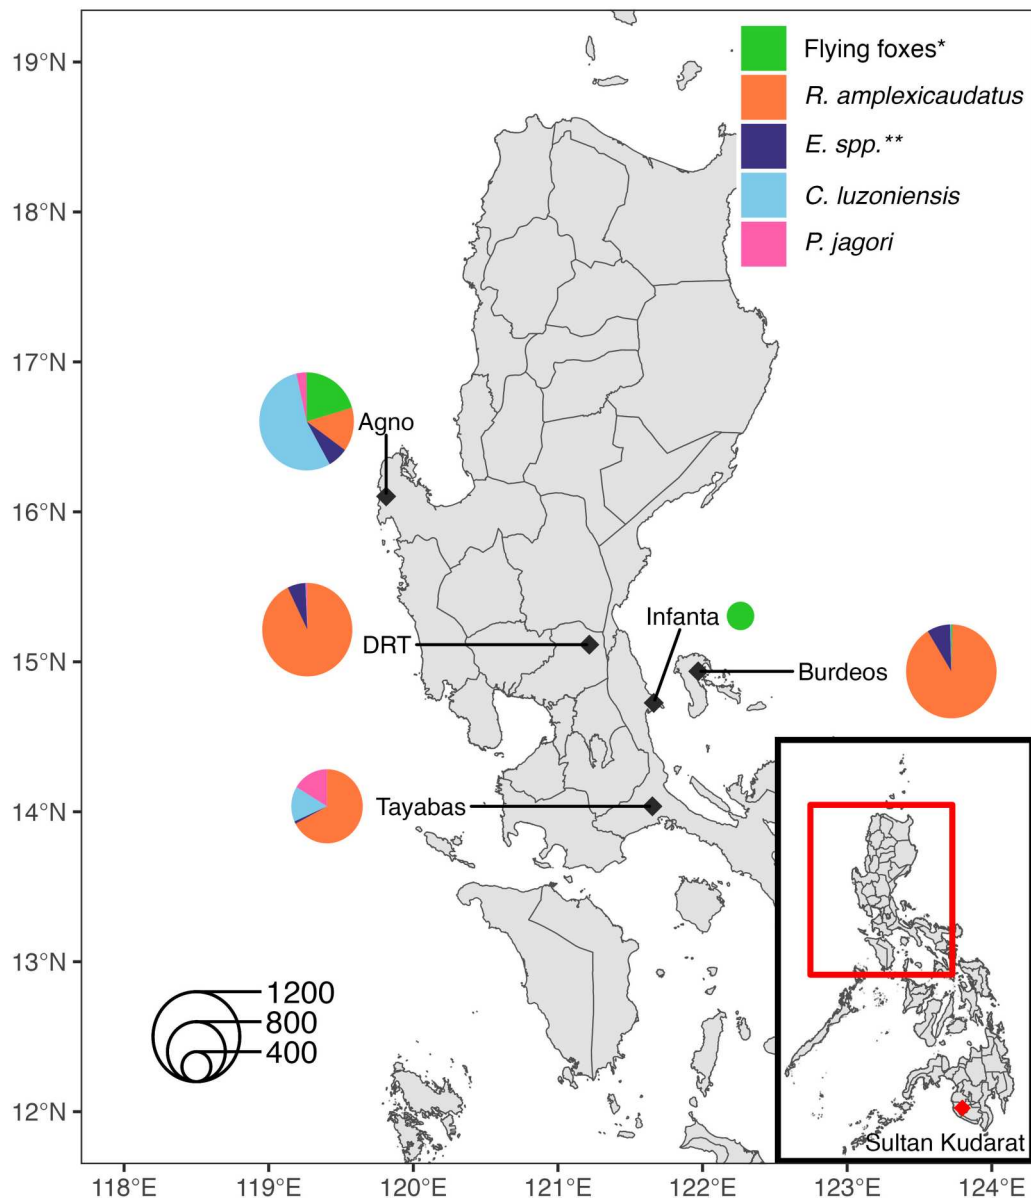 19°N
18°N
17°N
16°N
15°N
14°N
13°N
12°N
Flying foxes*
R. amplexicaudatus
E. spp.**
C. luzoniensis
P. jagori
Agno
Infanta
DRT
Burdeos
Tayabas
1200
800
400
Sultan Kudarat
118°E
119°E
120°E
121°E
122°E
123°E
124°E